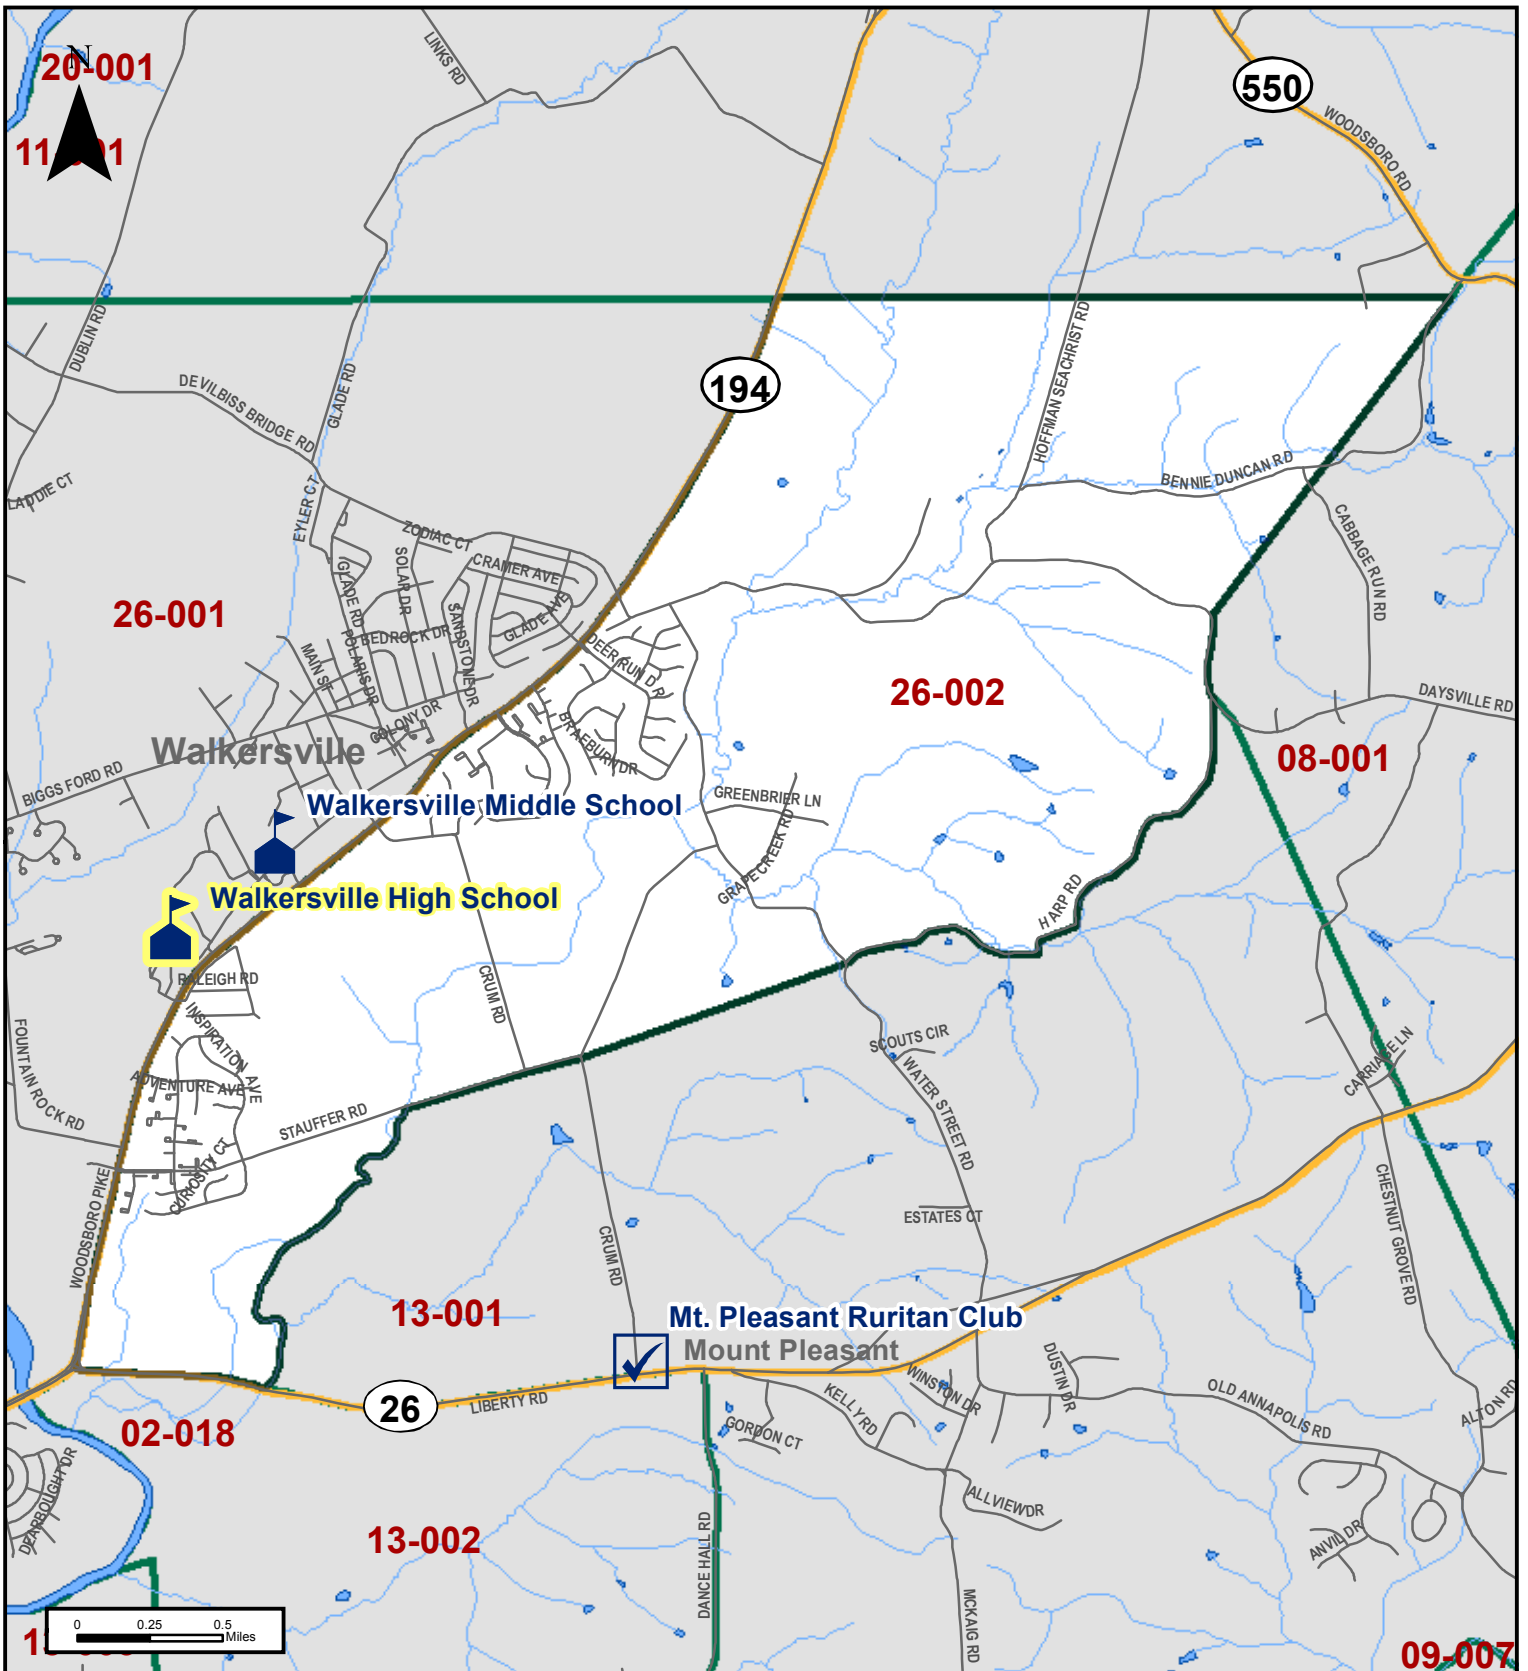 N
20-001
LINKS RD
550
WOODSBORO RD
DUBLIN RD
GLADE RD
194
HOFFMAN SEACHRIST RD
DEVILBISS BRIDGE RD
BENNIE DUNCAN RD
LADDIE CT
EYLER CT
ZODIAC CT
CRAMER AVE
CABBAGE RUN RD
GLADE RD
SOLAR DR
SANDSTONE DR
GLADE AVE
26-001
BEDROCK DR
POLARIS DR
MAIN ST
DEER RUN DR
26-002
DAYSVILLE RD
COLONY DR
BRAEBURN DR
Walkersville
08-001
BIGGS FORD RD
GREENBRIER LN
Walkersville Middle School
GRAPECREEK RD
Walkersville High School
HARP RD
RALEIGH RD
CRUM RD
INSPIRATION AVE
FOUNTAIN ROCK RD
SCOUTS CIR
ADVENTURE AVE
CARRIAGE LN
STAUFFER RD
WATER STREET RD
CURIOSITY CT
WOODSBORO PIKE
ESTATES CT
CHESTNUT GROVE RD
CRUM RD
13-001
Mt. Pleasant Ruritan Club
Mount Pleasant
DUSTIN DR
WINSTON DR
KELLY RD
OLD ANNAPOLIS RD
26
LIBERTY RD
ALTON RD
02-018
GORDON CT
DEARBOUGHT DR
ALLVIEW DR
13-002
DANCE HALL RD
ANVIL DR
MCKAIG RD
0 0.25 0.5
Miles
09-007